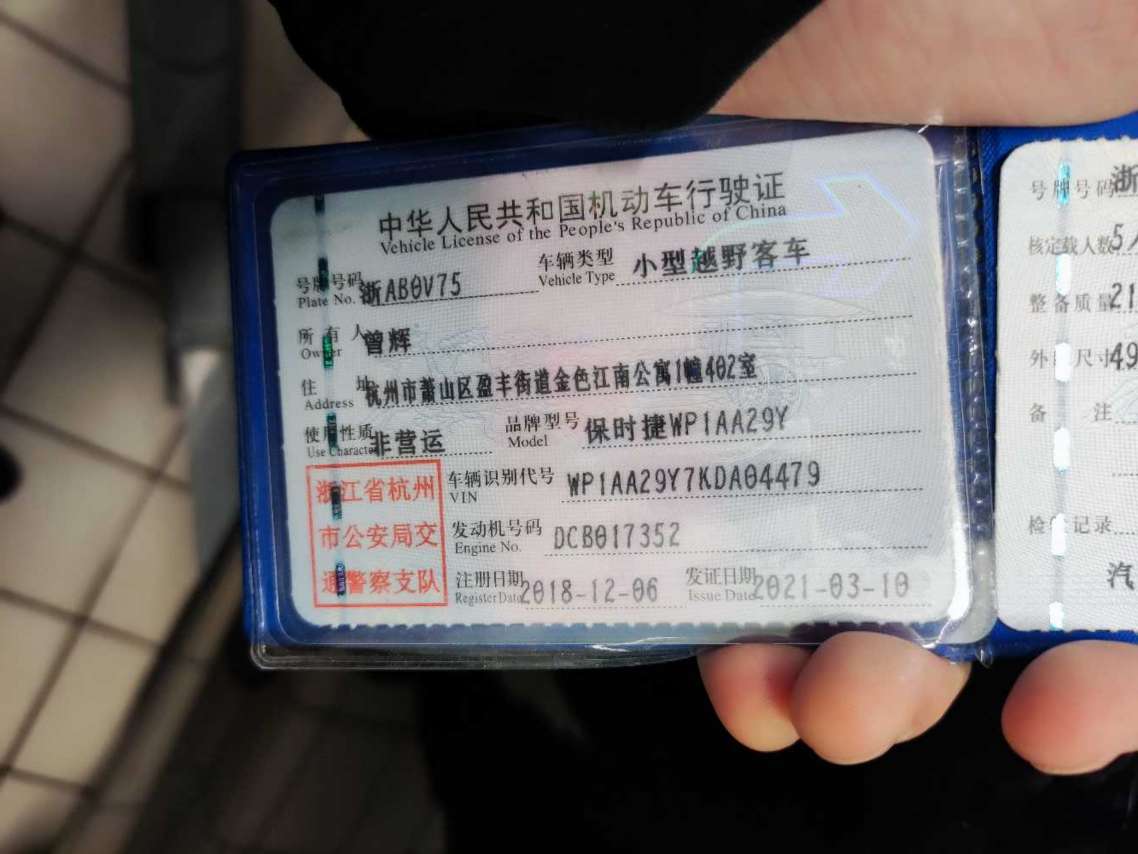 中华人民共和国机动车行驶证
Vehicle License of the People's Republic of China
号牌号码 浙AB0V75 车辆类型 小型越野客车
Plate No. Vehicle Type
所有人 曾辉
Owner
住址 杭州市萧山区盈丰街道金色江南公寓1幢402室
Address
使用性质 非营运 品牌型号 保时捷WP1AA29Y
Use Character Model
浙江省杭州
市公安局交
通警察支队
车辆识别代号 WP1AA29Y7KDA04479
VIN
发动机号码 DCB017352
Engine No.
注册日期 2018-12-06 发证日期 2021-03-10
Register Date Issue Date
号牌号码 浙
核定载人数 5
整备质量 21
外廓尺寸 49
备注
检验记录
汽